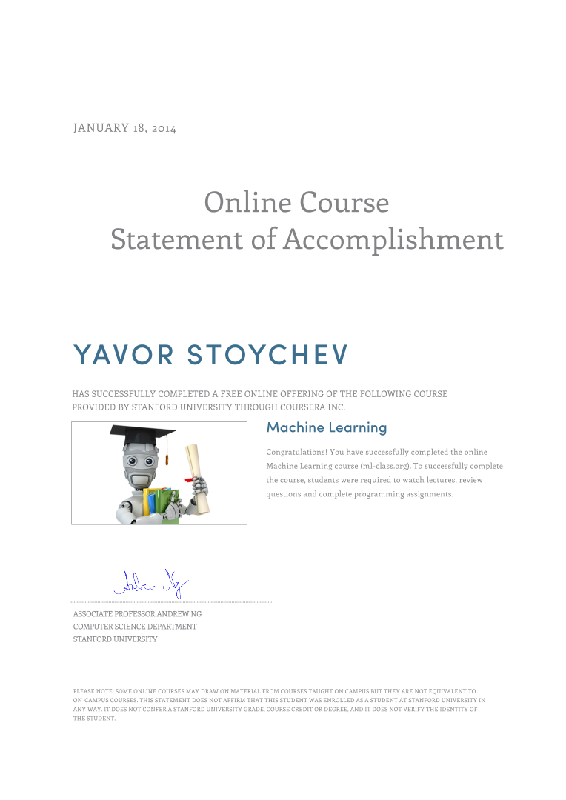 JANUARY 18, 2014
Online Course
Statement of Accomplishment
YAVOR STOYCHEV
HAS SUCCESSFULLY COMPLETED A FREE ONLINE OFFERING OF THE FOLLOWING COURSE
PROVIDED BY STANFORD UNIVERSITY THROUGH COURSERA INC.
Machine Learning
Congratulations! You have successfully completed the online
Machine Learning course (ml-class.org). To successfully complete
the course, students were required to watch lectures, review
questions and complete programming assignments.
ASSOCIATE PROFESSOR ANDREW NG
COMPUTER SCIENCE DEPARTMENT
STANFORD UNIVERSITY
PLEASE NOTE: SOME ONLINE COURSES MAY DRAW ON MATERIAL FROM COURSES TAUGHT ON CAMPUS BUT THEY ARE NOT EQUIVALENT TO
ON-CAMPUS COURSES. THIS STATEMENT DOES NOT AFFIRM THAT THIS STUDENT WAS ENROLLED AS A STUDENT AT STANFORD UNIVERSITY IN
ANY WAY. IT DOES NOT CONFER A STANFORD UNIVERSITY GRADE, COURSE CREDIT OR DEGREE, AND IT DOES NOT VERIFY THE IDENTITY OF
THE STUDENT.